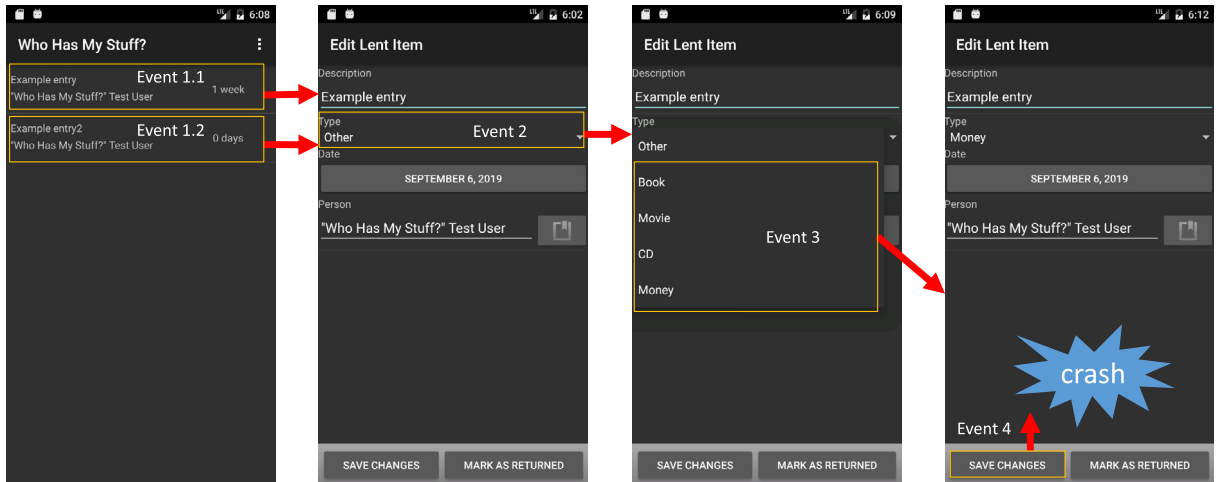 6:08
Who Has My Stuff?
Example entry
Event 1.1
1 week
"Who Has My Stuff?" Test User
Example entry2
Event 1.2
0 days
"Who Has My Stuff?" Test User
LTE
6:02
Edit Lent Item
Description
Example entry
Type
Other
Event 2
Date
SEPTEMBER 6, 2019
Person
"Who Has My Stuff?" Test User
SAVE CHANGES
MARK AS RETURNED
6:09
Edit Lent Item
Description
Example entry
Type
Other
Book
Movie
CD
Money
Event 3
SAVE CHANGES
MARK AS RETURNED
6:12
Edit Lent Item
Description
Example entry
Type
Money
Date
SEPTEMBER 6, 2019
Person
"Who Has My Stuff?" Test User
crash
Event 4
SAVE CHANGES
MARK AS RETURNED